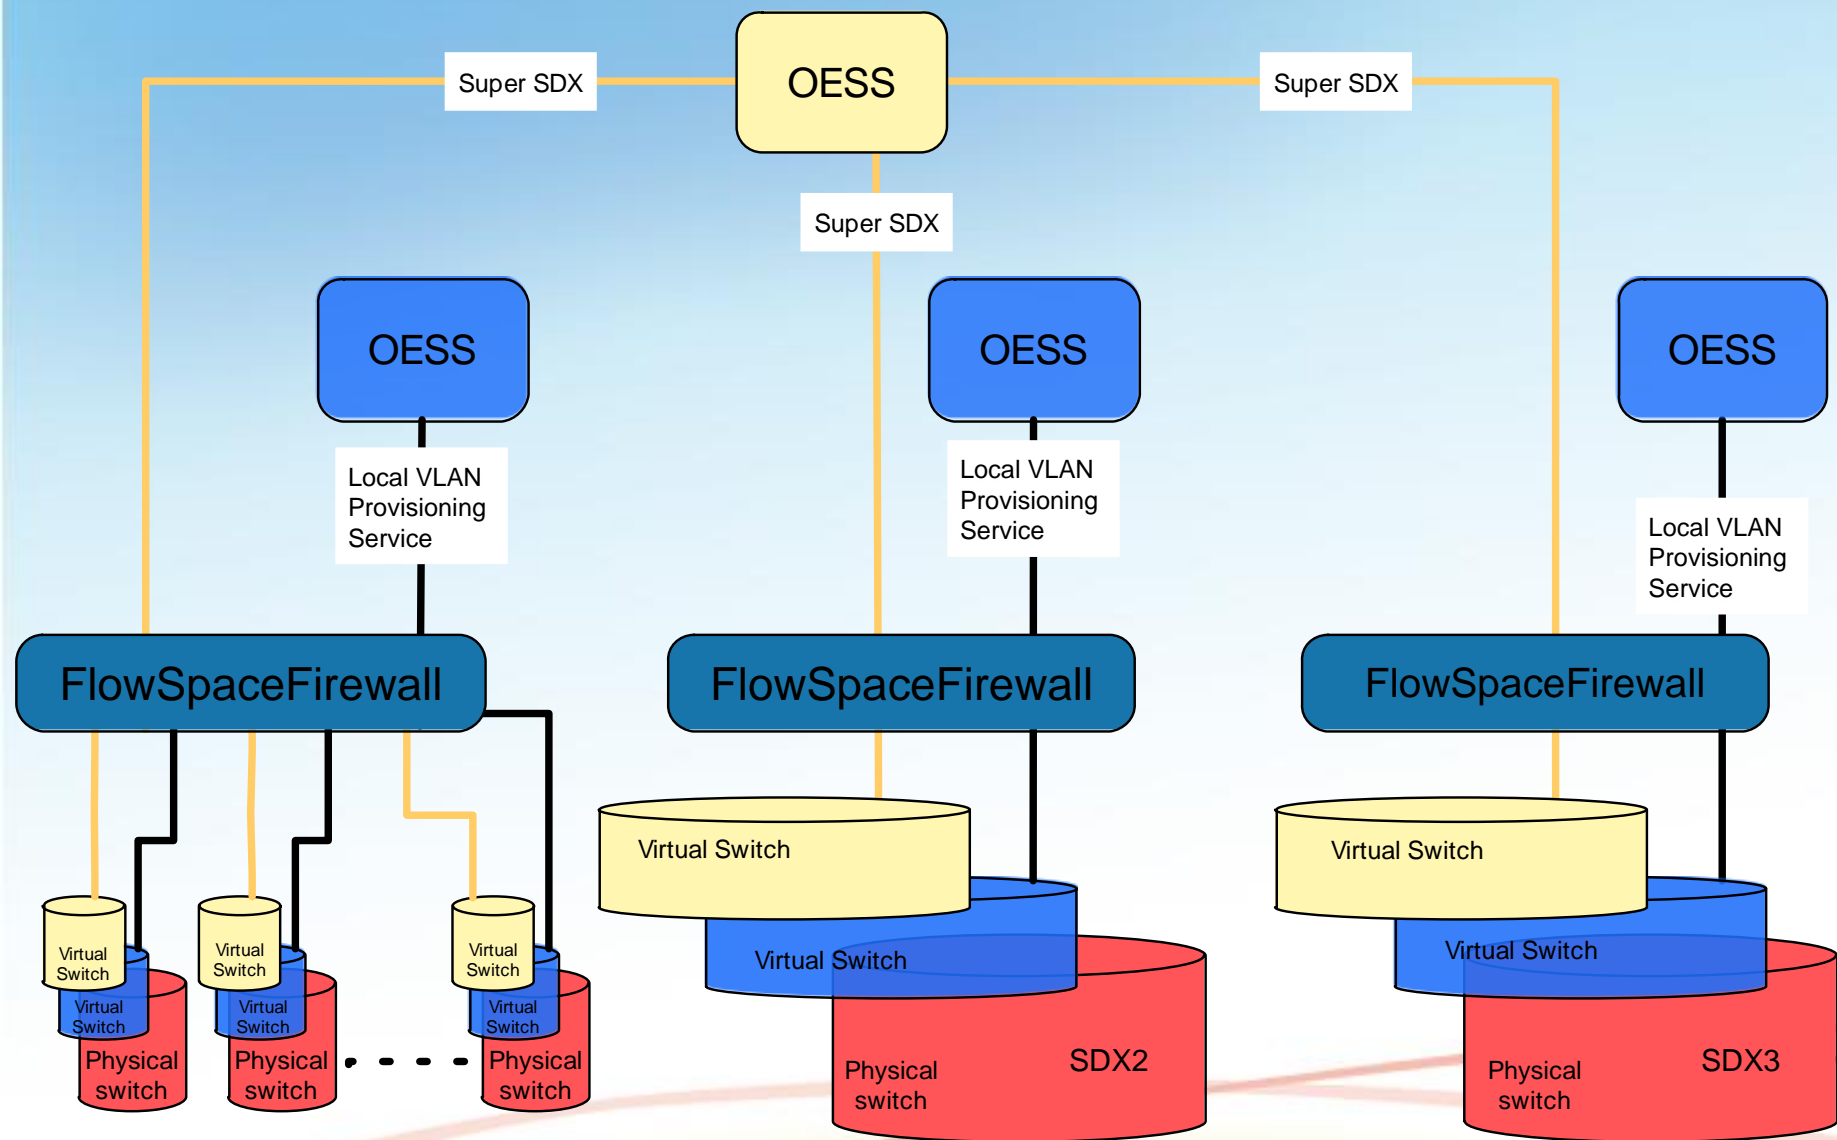 OESS
Super SDX
Super SDX
Super SDX
OESS
OESS
OESS
Local VLAN
Provisioning
Service
Local VLAN
Provisioning
Service
Local VLAN
Provisioning
Service
FlowSpaceFirewall
FlowSpaceFirewall
FlowSpaceFirewall
Virtual
Switch
Virtual
Switch
Physical
switch
Virtual
Switch
Virtual
Switch
Physical
switch
Virtual
Switch
Virtual
Switch
Physical
switch
Virtual Switch
Virtual Switch
SDX2
Physical
switch
Virtual Switch
Virtual Switch
SDX3
Physical
switch